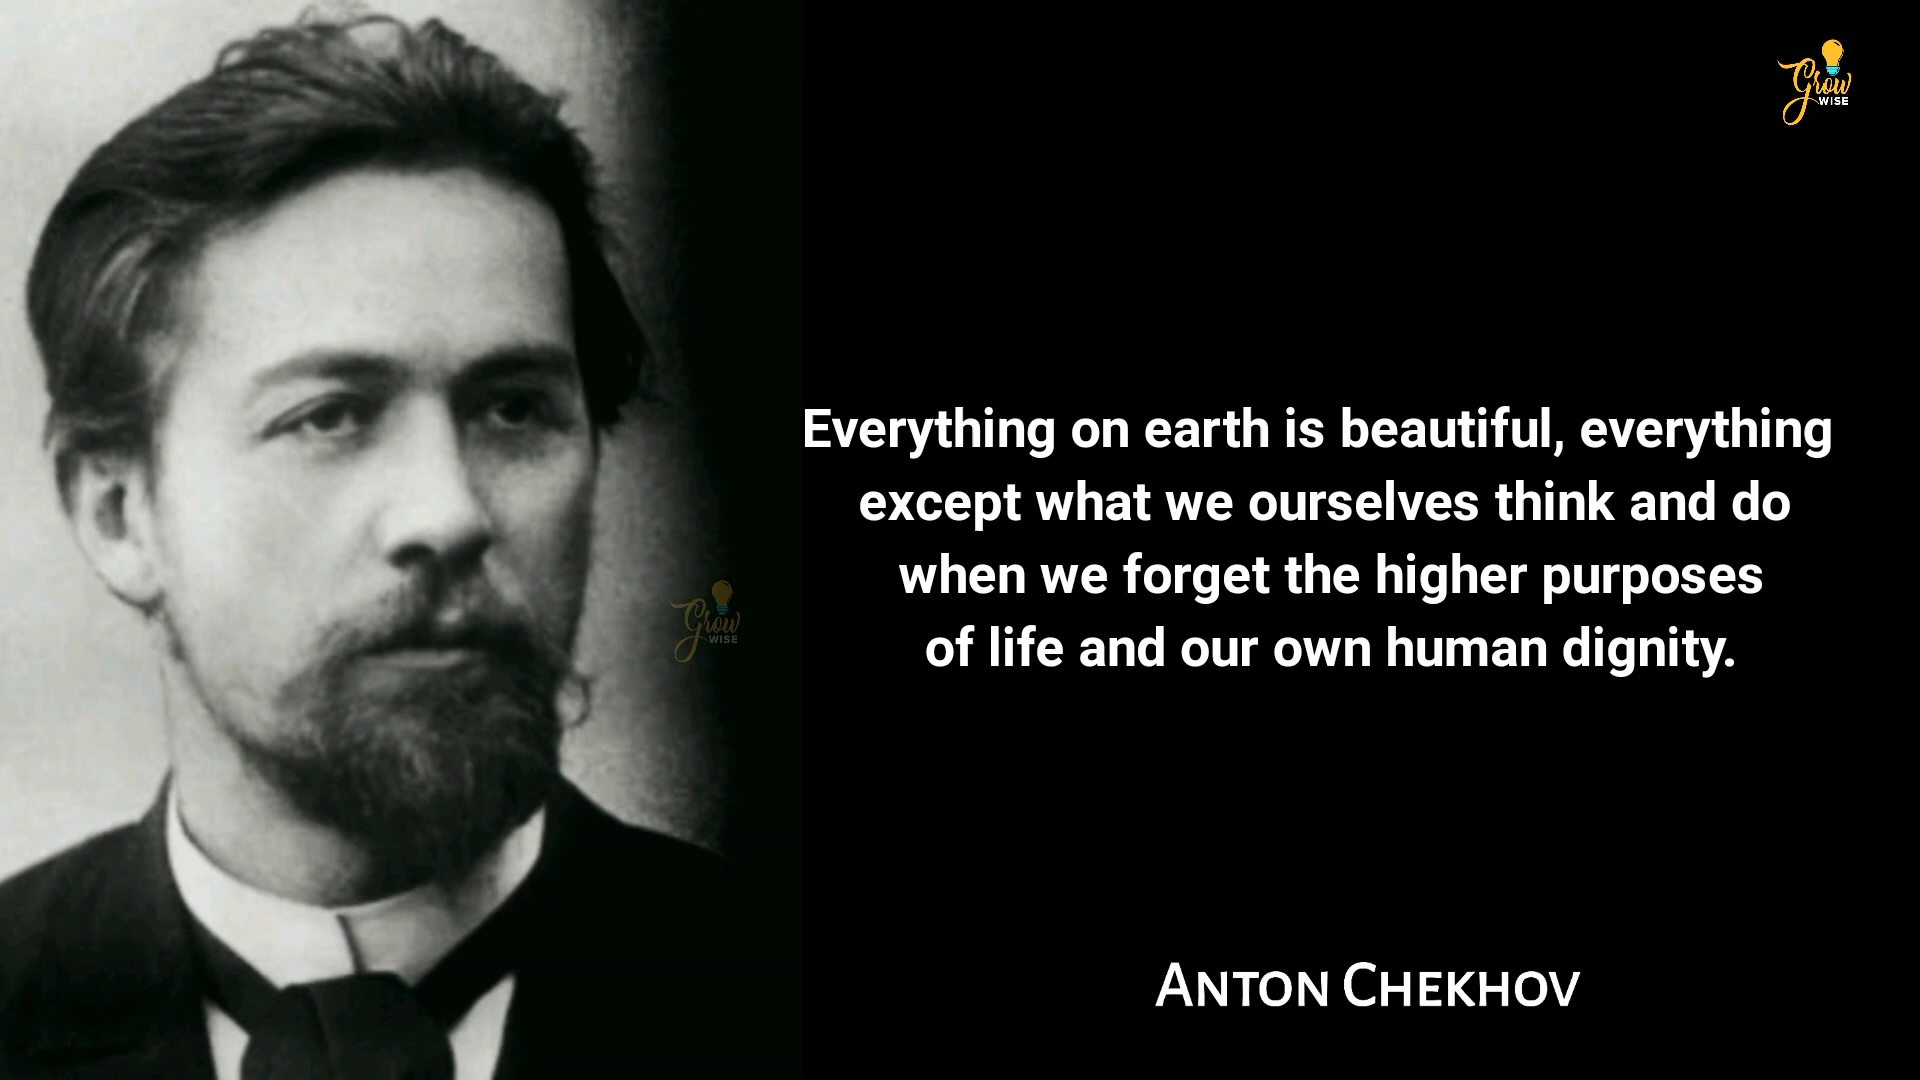 Grow
WISE
Everything on earth is beautiful, everything
except what we ourselves think and do
when we forget the higher purposes
of life and our own human dignity.
Grow
WISE
ANTON CHEKHOV